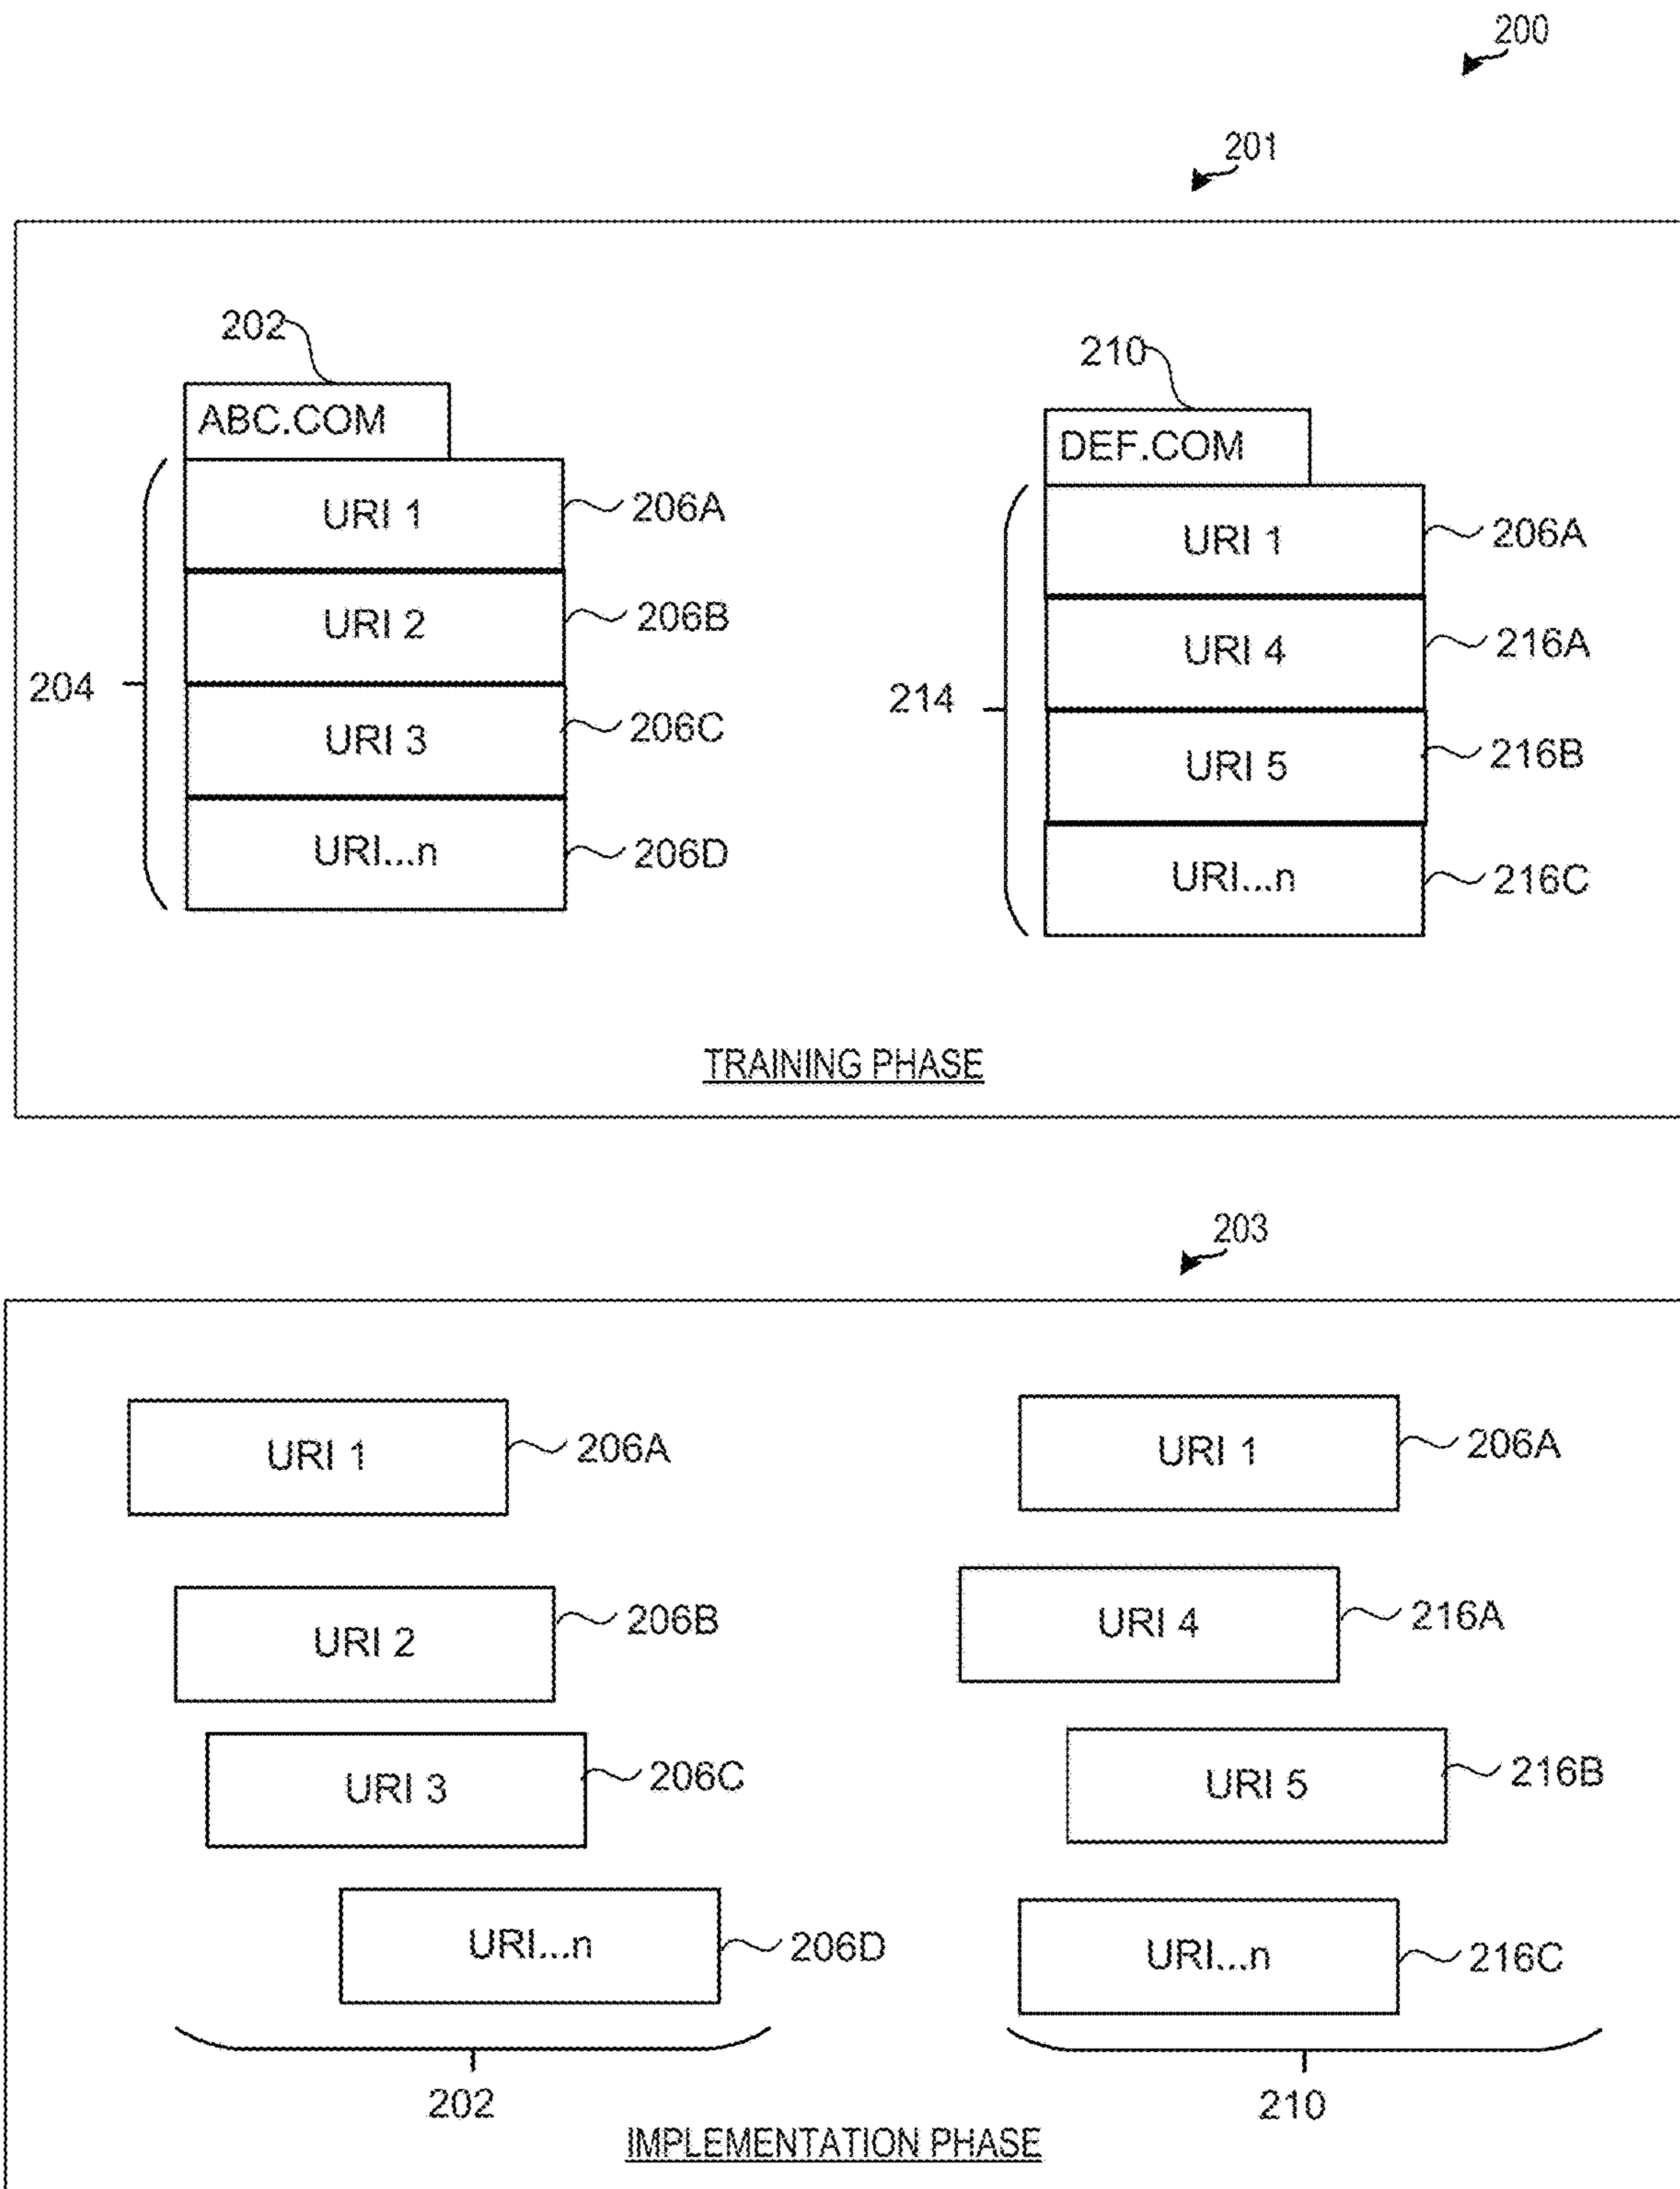 200
201
202
ABC.COM
204
URI 1
206A
URI 2
206B
URI 3
206C
URI...n
206D
210
DEF.COM
214
URI 1
206A
URI 4
216A
URI 5
216B
URI...n
216C
TRAINING PHASE
203
URI 1
206A
URI 2
206B
URI 3
206C
URI...n
206D
202
URI 1
206A
URI 4
216A
URI 5
216B
URI...n
216C
210
IMPLEMENTATION PHASE